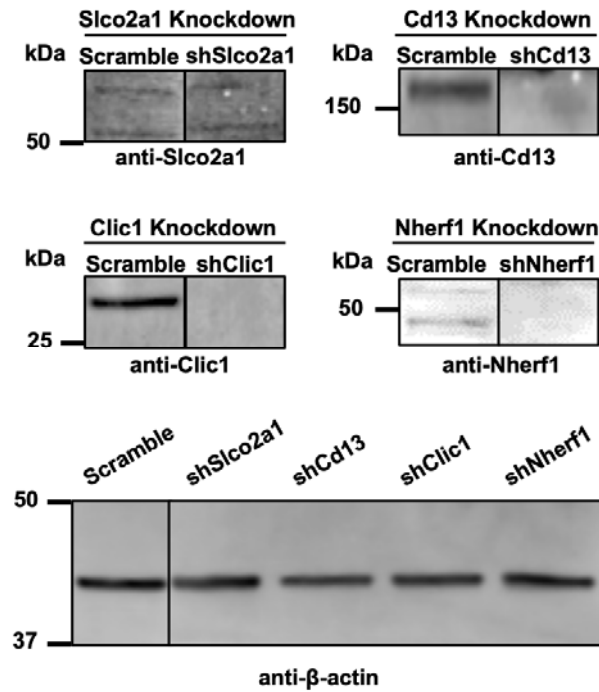 Slco2a1 Knockdown
kDa Scramble shSlco2a1
50
anti-Slco2a1
Cd13 Knockdown
kDa Scramble shCd13
150
anti-Cd13
Clic1 Knockdown
kDa Scramble shClic1
25
anti-Clic1
Nherf1 Knockdown
kDa Scramble shNherf1
50
anti-Nherf1
Scramble shSlco2a1 shCd13 shClic1 shNherf1
50
37
anti-β-actin